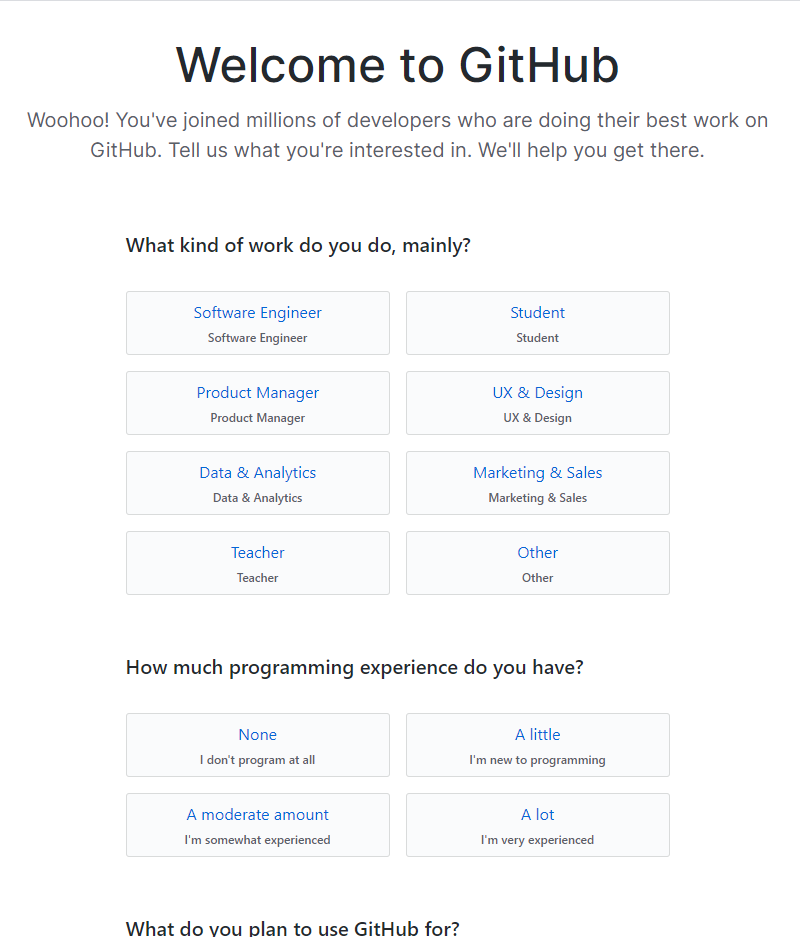 Welcome to GitHub
Woohoo! You've joined millions of developers who are doing their best work on
GitHub. Tell us what you're interested in. We'll help you get there.
What kind of work do you do, mainly?
Software Engineer
Software Engineer
Student
Student
Product Manager
Product Manager
UX & Design
UX & Design
Data & Analytics
Data & Analytics
Marketing & Sales
Marketing & Sales
Teacher
Teacher
Other
Other
How much programming experience do you have?
None
I don't program at all
A little
I'm new to programming
A moderate amount
I'm somewhat experienced
A lot
I'm very experienced
What do you plan to use GitHub for?